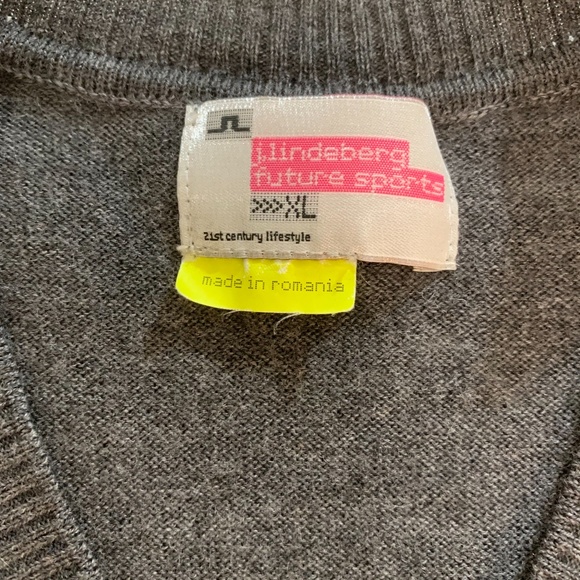 j.lindeberg
future sports
>>>XL
21st century lifestyle
made in romania